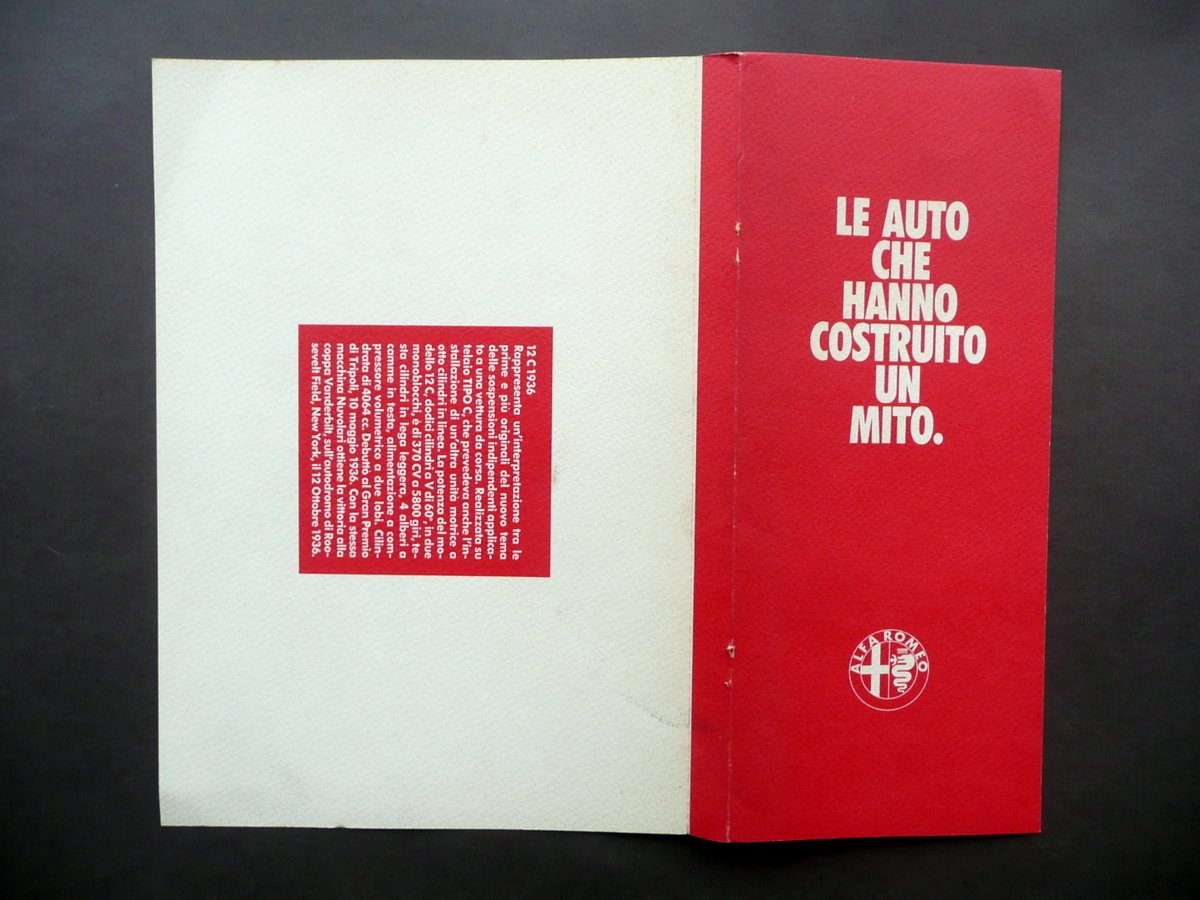 LE AUTO
CHE
HANNO
COSTRUITO
UN
MITO.
ALFA ROMEO
12 C 1936
Rappresenta un'interpretazione tra le
prime e più originali del nuovo tema
delle sospensioni indipendenti applica-
to a una vettura da corsa. Realizzata su
telaio TIPO C, che prevedeva anche l'in-
stallazione di un'altra unità motrice a
otto cilindri in linea. La potenza del mo-
dello 12 C, dodici cilindri a V di 60°, in due
monoblocchi, è di 370 CV a 5800 giri, te-
sta cilindri in lega leggera, 4 alberi a
camme in testa, alimentazione a com-
pressore volumetrico a due lobi. Cilin-
drata di 4064 cc. Debuttò al Gran Premio
di Tripoli, 10 maggio 1936. Con la stessa
macchina Nuvolari ottiene la vittoria alla
coppa Vanderbilt, sull'autodromo di Roo-
sevelt Field, New York, il 12 Ottobre 1936.